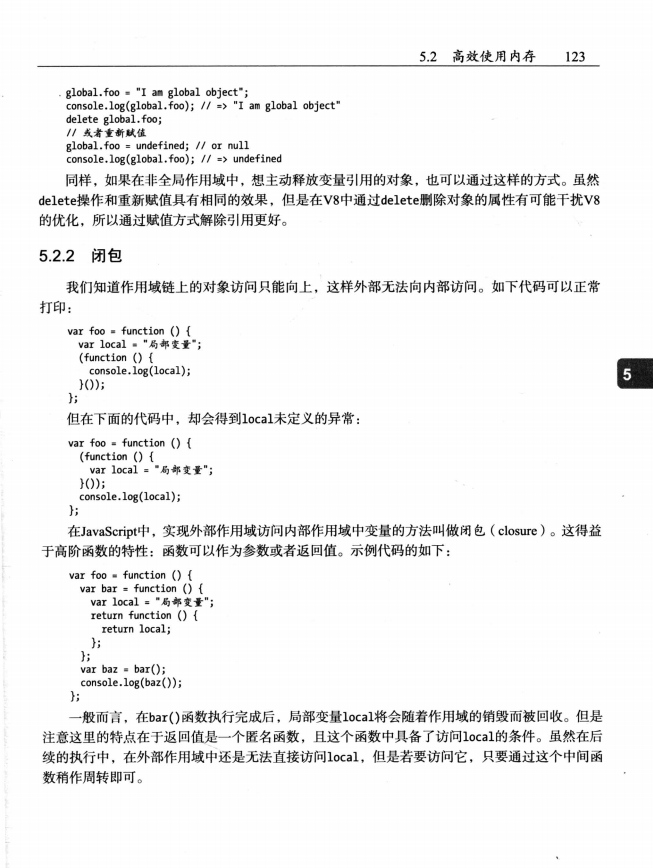 5.2 高效使用内存 123
global.foo = "I am global object";
console.log(global.foo); // => "I am global object"
delete global.foo;
// 或者重新赋值
global.foo = undefined; // or null
console.log(global.foo); // => undefined
同样，如果在非全局作用域中，想主动释放变量引用的对象，也可以通过这样的方式。虽然
delete操作和重新赋值具有相同的效果，但是在V8中通过delete删除对象的属性有可能干扰V8
的优化，所以通过赋值方式解除引用更好。
5.2.2 闭包
我们知道作用域链上的对象访问只能向上，这样外部无法向内部访问。如下代码可以正常
打印：
var foo = function () {
var local = "局部变量";
(function () {
console.log(local);
}());
};
5
但在下面的代码中，却会得到local未定义的异常：
var foo = function () {
(function () {
var local = "局部变量";
}());
console.log(local);
};
在JavaScript中，实现外部作用域访问内部作用域中变量的方法叫做闭包（closure）。这得益
于高阶函数的特性：函数可以作为参数或者返回值。示例代码的如下：
var foo = function () {
var bar = function () {
var local = "局部变量";
return function () {
return local;
};
};
var baz = bar();
console.log(baz());
};
一般而言，在bar()函数执行完成后，局部变量local将会随着作用域的销毁而被回收。但是
注意这里的特点在于返回值是一个匿名函数，且这个函数中具备了访问local的条件。虽然在后
续的执行中，在外部作用域中还是无法直接访问local，但是若要访问它，只要通过这个中间函
数稍作周转即可。